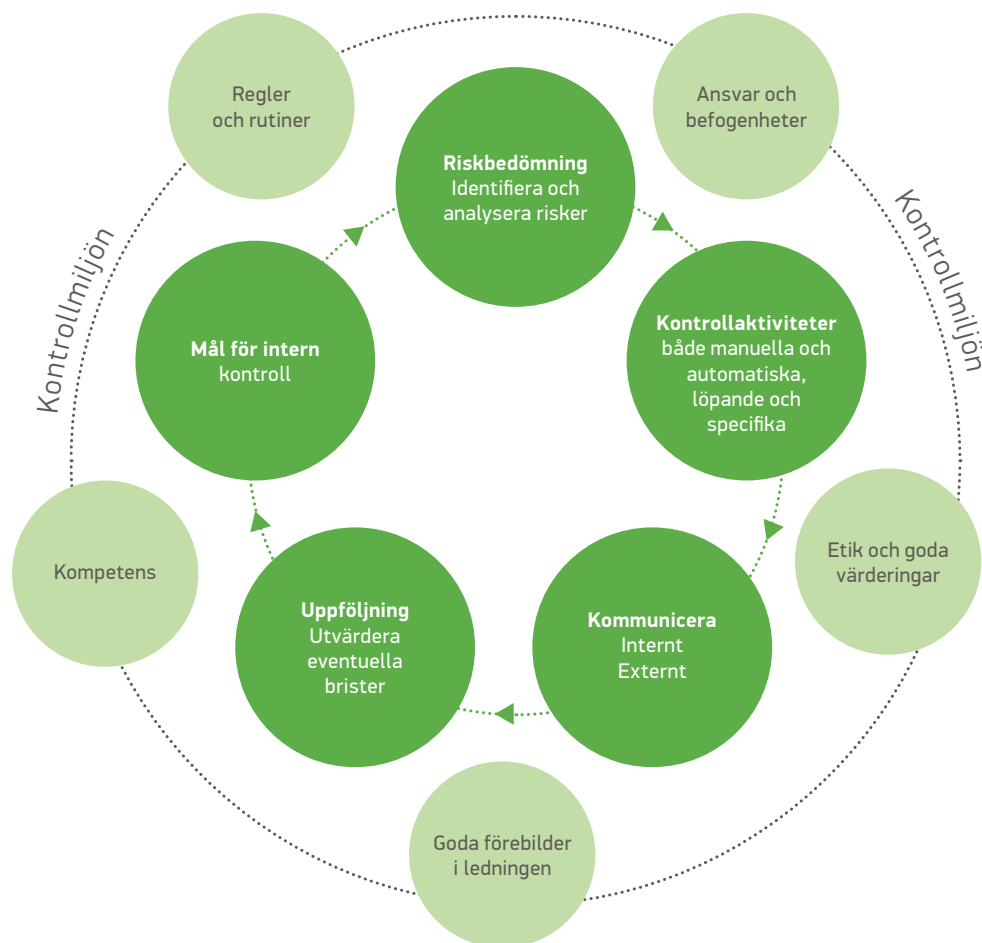 Regler
och rutiner
Ansvar och
befogenheter
Riskbedömning
Identifiera och
analysera risker
Kontrollmiljön
Kontrollmiljön
Mål för intern
kontroll
Kontrollaktiviteter
både manuella och
automatiska,
löpande och
specifika
Kompetens
Etik och goda
värderingar
Uppföljning
Utvärdera
eventuella
brister
Kommunicera
Internt
Externt
Goda förebilder
i ledningen